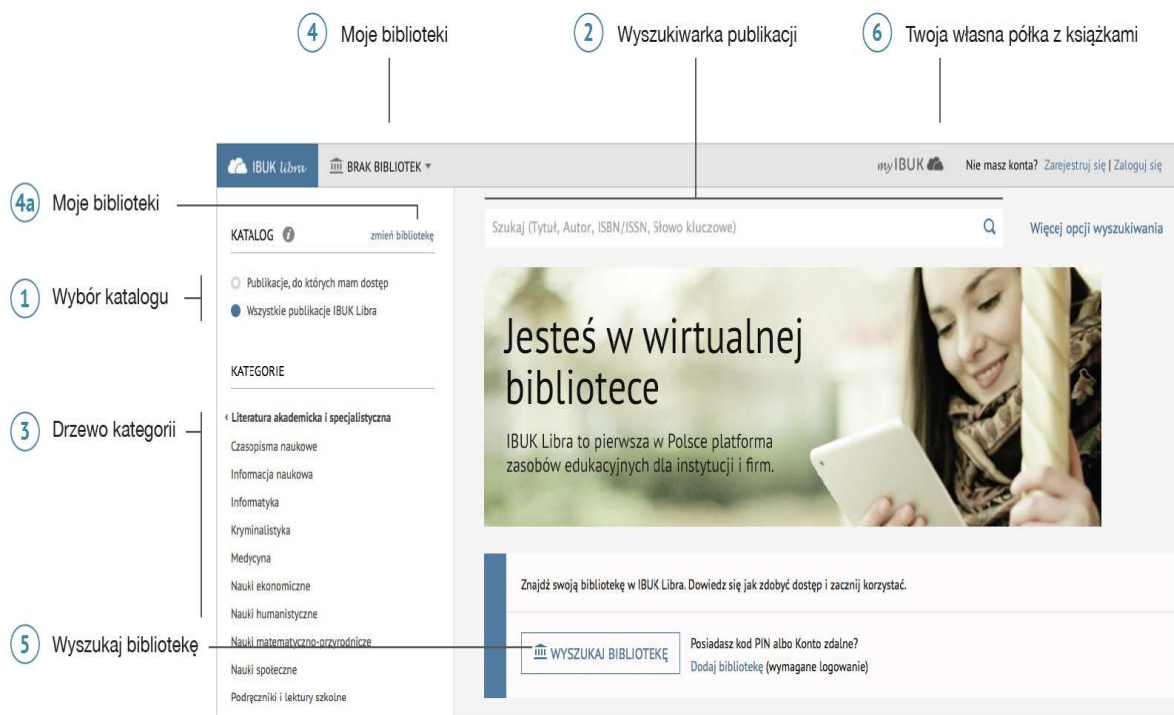 4 Moje biblioteki
2 Wyszukiwarka publikacji
6 Twoja własna półka z książkami
IBUK libra
BRAK BIBLIOTEK
myIBUK
Nie masz konta? Zarejestruj się | Zaloguj się
4a Moje biblioteki
KATALOG i
zmień bibliotekę
Szukaj (Tytuł, Autor, ISBN/ISSN, Słowo kluczowe)
Więcej opcji wyszukiwania
1 Wybór katalogu
Publikacje, do których mam dostęp
Wszystkie publikacje IBUK Libra
KATEGORIE
3 Drzewo kategorii
‹ Literatura akademicka i specjalistyczna
Czasopisma naukowe
Informacja naukowa
Informatyka
Kryminalistyka
Medycyna
Nauki ekonomiczne
Nauki humanistyczne
Nauki matematyczno-przyrodnicze
Nauki społeczne
Podręczniki i lektury szkolne
Jesteś w wirtualnej
bibliotece
IBUK Libra to pierwsza w Polsce platforma
zasobów edukacyjnych dla instytucji i firm.
Znajdź swoją bibliotekę w IBUK Libra. Dowiedz się jak zdobyć dostęp i zacznij korzystać.
5 Wyszukaj bibliotekę
WYSZUKAJ BIBLIOTEKĘ
Posiadasz kod PIN albo Konto zdalne?
Dodaj bibliotekę (wymagane logowanie)